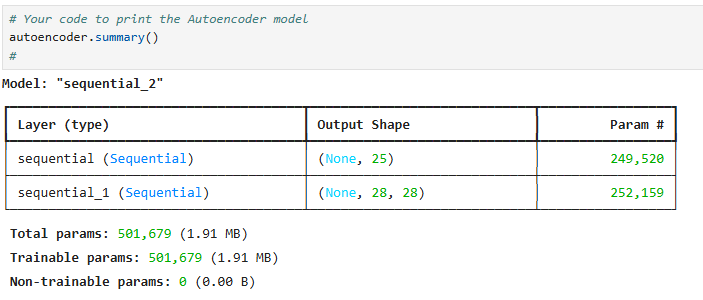 # Your code to print the Autoencoder model
autoencoder.summary()
#
Model: "sequential_2"
Layer (type) Output Shape Param #
sequential (Sequential) (None, 25) 249,520
sequential_1 (Sequential) (None, 28, 28) 252,159
Total params: 501,679 (1.91 MB)
Trainable params: 501,679 (1.91 MB)
Non-trainable params: 0 (0.00 B)